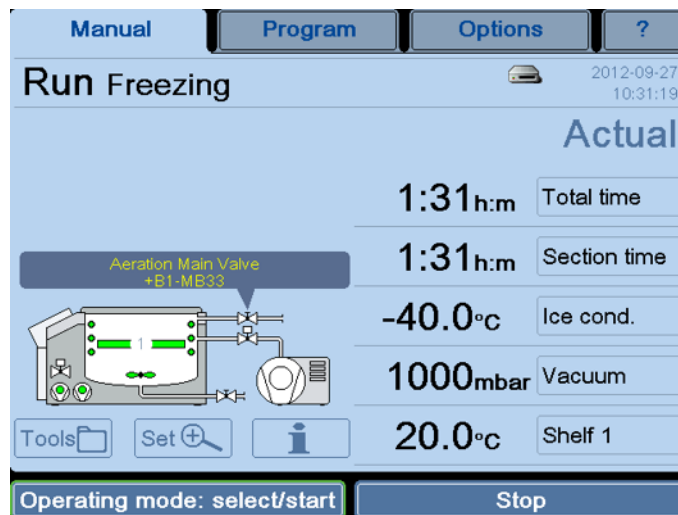 Manual Program Options ?
Run Freezing
2012-09-27
10:31:19
Actual
1:31h:m Total time
1:31h:m Section time
Aeration Main Valve
+B1-MB33
-40.0°C Ice cond.
1
1000mbar Vacuum
Tools Set i 20.0°C Shelf 1
Operating mode: select/start Stop